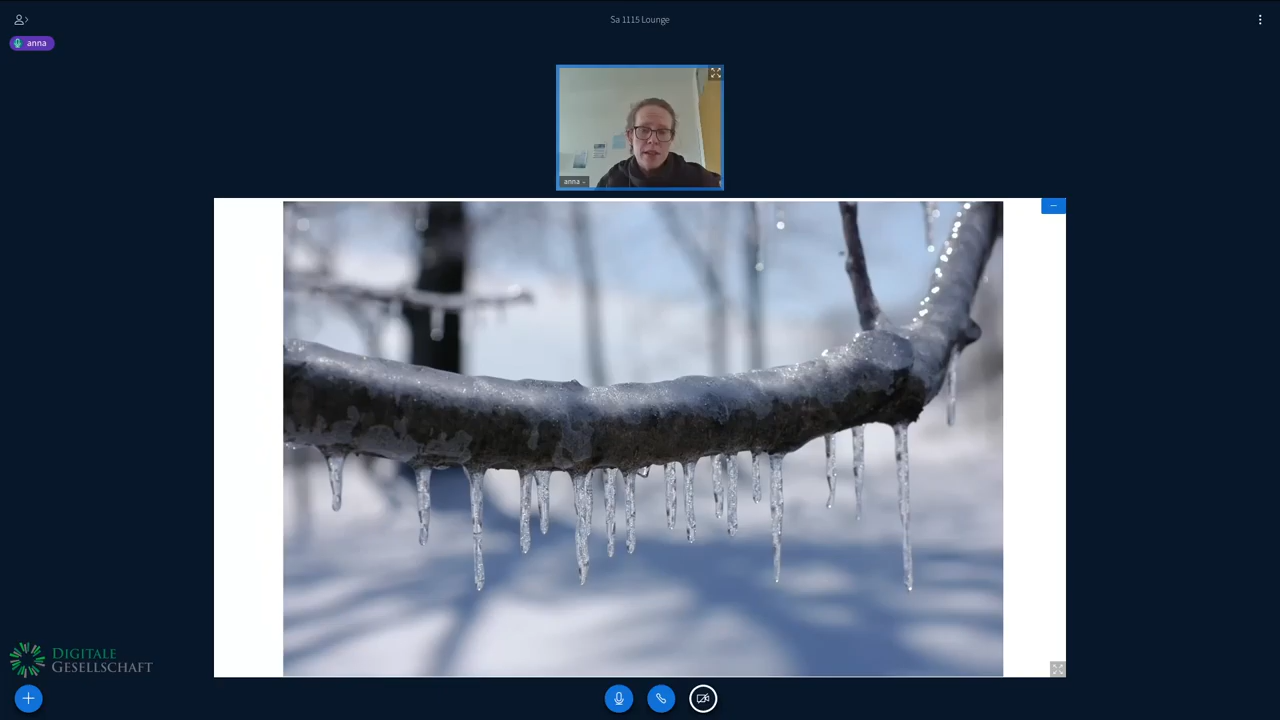 Sa 1115 Lounge
anna
anna
DIGITALE
GESELLSCHAFT